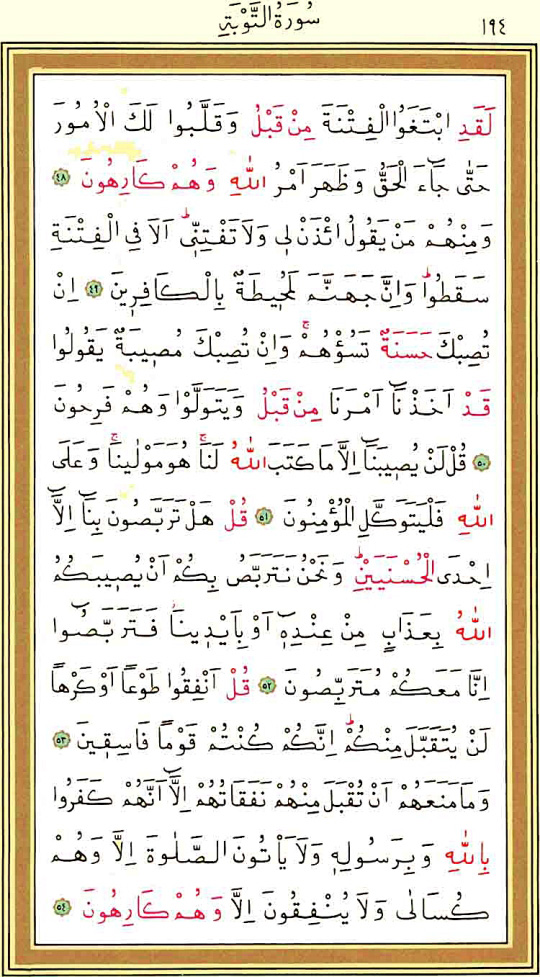 سُورَةُ التَّوْبَةِ ١٩٤
لَقَدِ ابْتَغَوُا الْفِتْنَةَ مِنْ قَبْلُ وَقَلَّبُوا لَكَ الْاُمُورَ
حَتّٰى جَٓاءَ الْحَقُّ وَظَهَرَ اَمْرُ اللّٰهِ وَهُمْ كَارِهُونَ ٤٨
وَمِنْهُمْ مَنْ يَقُولُ ائْذَنْ لٖى وَلَا تَفْتِنّٖىؕ اَلَا فِى الْفِتْنَةِ
سَقَطُواؕ وَاِنَّ جَهَنَّمَ لَمُحٖيطَةٌ بِالْكَافِرٖينَ ٤٩ اِنْ
تُصِبْكَ حَسَنَةٌ تَسُؤْهُمْۚ وَاِنْ تُصِبْكَ مُصٖيبَةٌ يَقُولُوا
قَدْ اَخَذْنَٓا اَمْرَنَا مِنْ قَبْلُ وَيَتَوَلَّوْا وَهُمْ فَرِحُونَ
٥٠ قُلْ لَنْ يُصٖيبَنَٓا اِلَّا مَا كَتَبَ اللّٰهُ لَنَاۚ هُوَ مَوْلٰينَاۚ وَعَلَى
اللّٰهِ فَلْيَتَوَكَّلِ الْمُؤْمِنُونَ ٥١ قُلْ هَلْ تَرَبَّصُونَ بِنَٓا اِلَّٓا
اِحْدَى الْحُسْنَيَيْنِؕ وَنَحْنُ نَتَرَبَّصُ بِكُمْ اَنْ يُصٖيبَكُمُ
اللّٰهُ بِعَذَابٍ مِنْ عِنْدِهٖٓ اَوْ بِاَيْدٖينَاؗ فَتَرَبَّصُٓوا
اِنَّا مَعَكُمْ مُتَرَبِّصُونَ ٥٢ قُلْ اَنْفِقُوا طَوْعًا اَوْ كَرْهًا
لَنْ يُتَقَبَّلَ مِنْكُمْؕ اِنَّكُمْ كُنْتُمْ قَوْمًا فَاسِقٖينَ ٥٣
وَمَا مَنَعَهُمْ اَنْ تُقْبَلَ مِنْهُمْ نَفَقَاتُهُمْ اِلَّٓا اَنَّهُمْ كَفَرُوا
بِاللّٰهِ وَبِرَسُولِهٖ وَلَا يَاْتُونَ الصَّلٰوةَ اِلَّا وَهُمْ
كُسَالٰى وَلَا يُنْفِقُونَ اِلَّا وَهُمْ كَارِهُونَ ٥٤